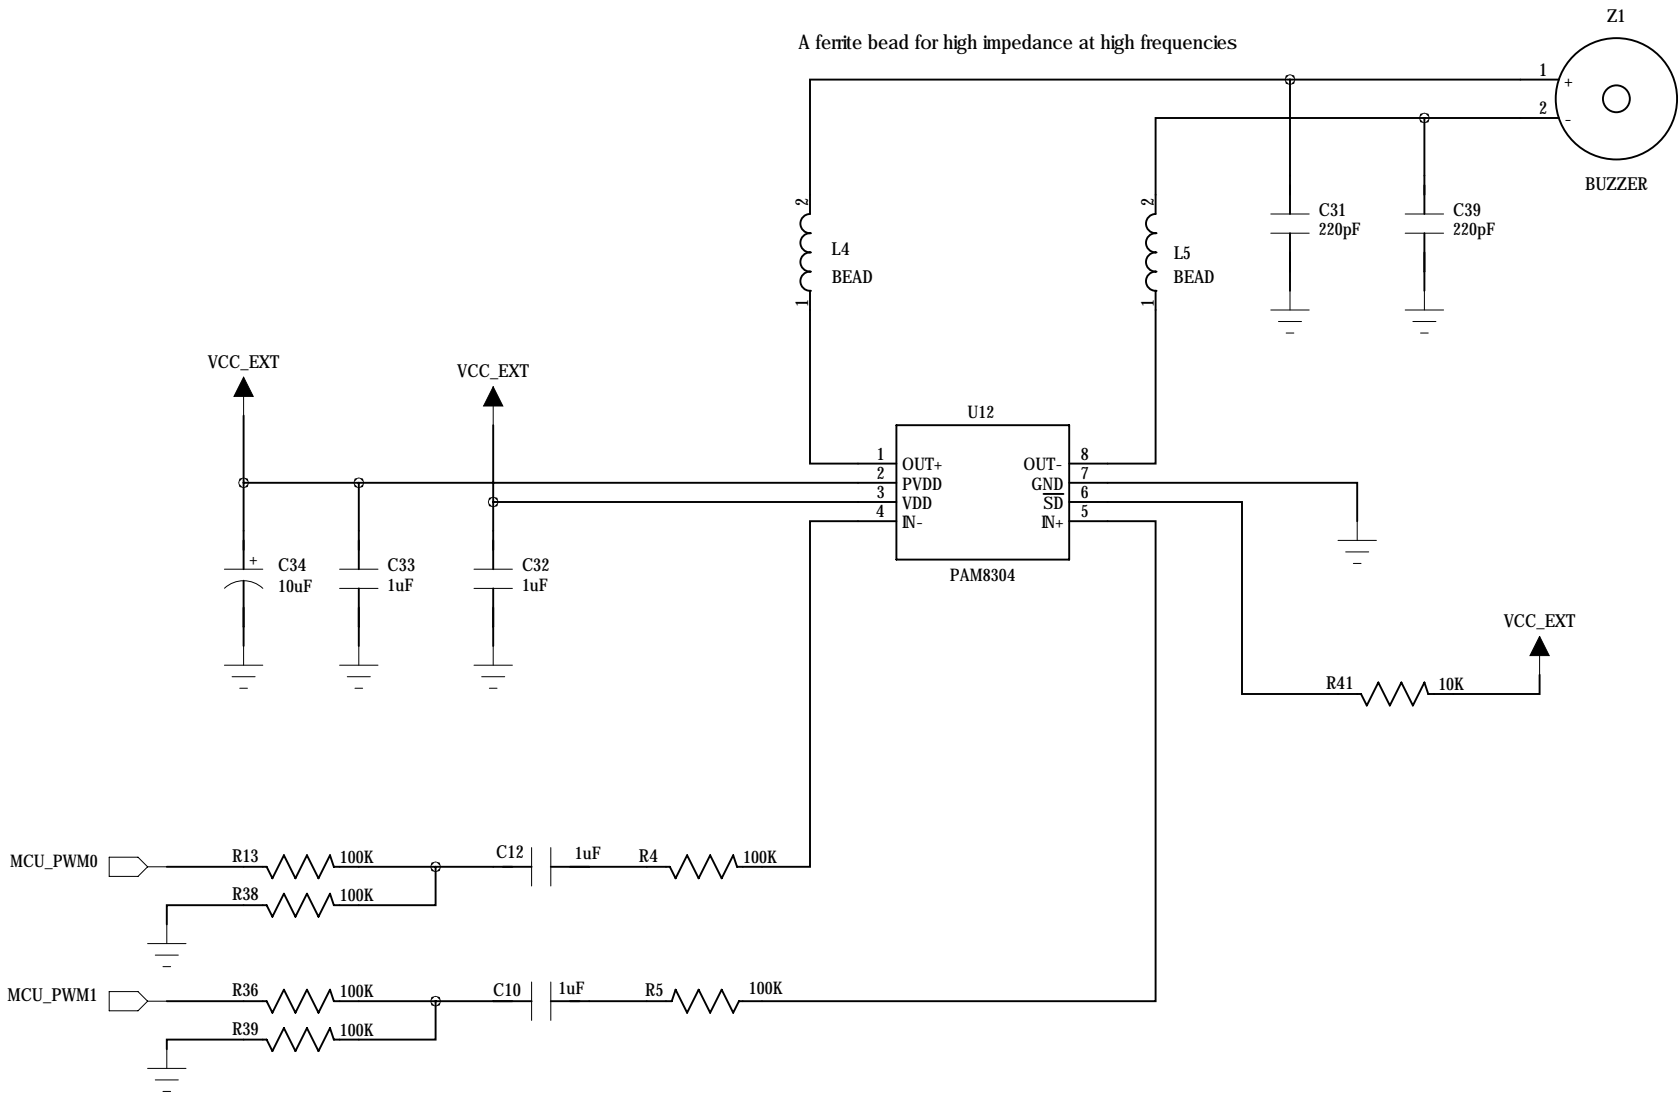 Z1
A ferrite bead for high impedance at high frequencies
1
+
2
-
BUZZER
2
L4
BEAD
1
2
L5
BEAD
1
C31
220pF
C39
220pF
VCC_EXT
VCC_EXT
U12
1
OUT+
OUT-
8
2
PVDD
GND
7
3
VDD
SD
6
4
IN-
IN+
5
PAM8304
+
C34
10uF
C33
1uF
C32
1uF
VCC_EXT
R41
10K
MCU_PWM0
R13
100K
C12
1uF
R4
100K
R38
100K
MCU_PWM1
R36
100K
C10
1uF
R5
100K
R39
100K